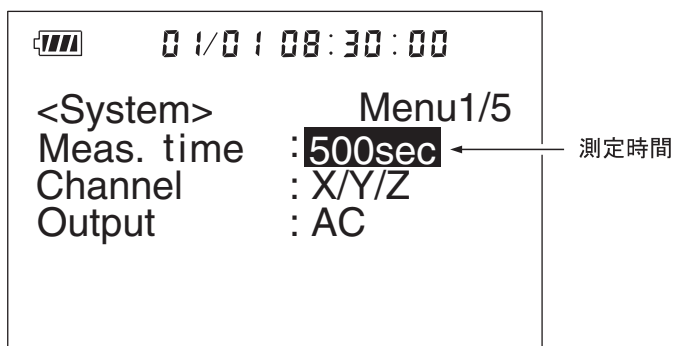 01/01 08:30:00
<System> Menu1/5
Meas. time :500sec
Channel : X/Y/Z
Output : AC
測定時間